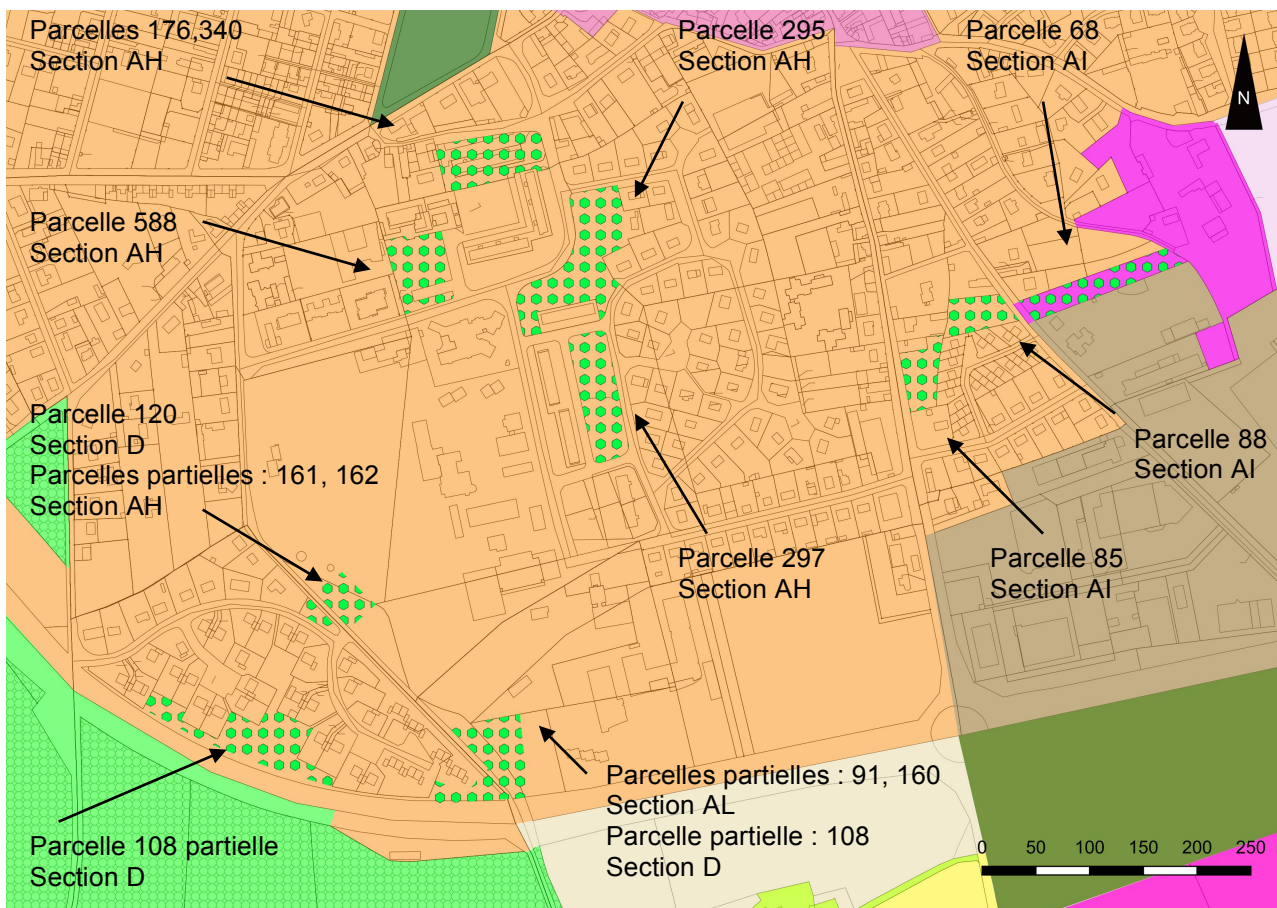 Parcelles 176,340
Section AH
Parcelle 295
Section AH
Parcelle 68
Section AI
N
Parcelle 588
Section AH
Parcelle 120
Section D
Parcelles partielles : 161, 162
Section AH
Parcelle 88
Section AI
Parcelle 297
Section AH
Parcelle 85
Section AI
Parcelles partielles : 91, 160
Section AL
Parcelle partielle : 108
Section D
Parcelle 108 partielle
Section D
0 50 100 150 200 250